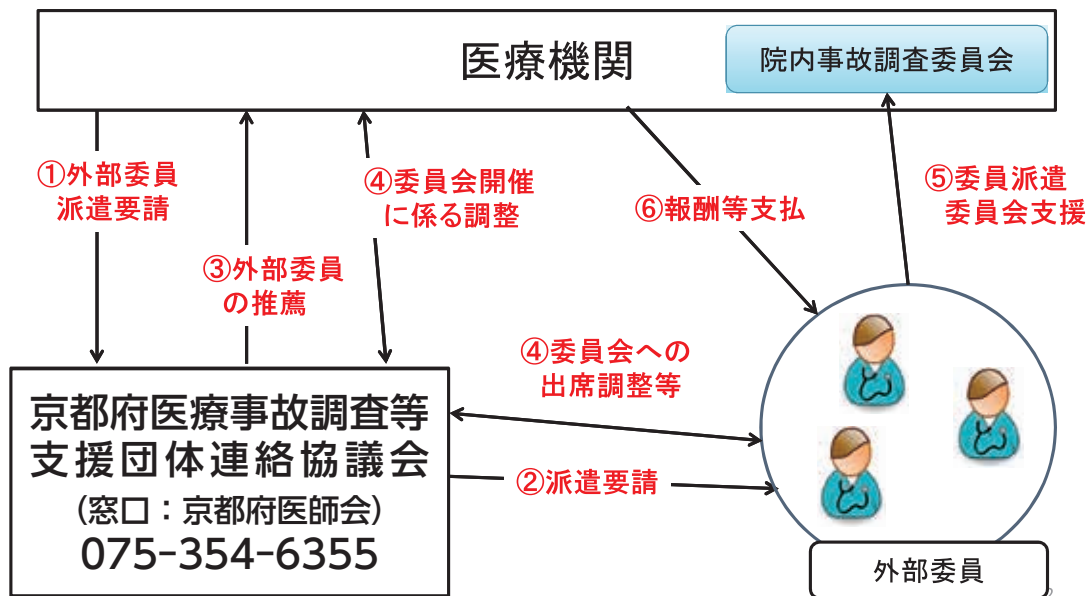 医療機関
院内事故調査委員会
①外部委員
派遣要請
③外部委員
の推薦
④委員会開催
に係る調整
⑥報酬等支払
⑤委員派遣
委員会支援
④委員会への
出席調整等
②派遣要請
京都府医療事故調査等
支援団体連絡協議会
(窓口：京都府医師会)
075-354-6355
外部委員